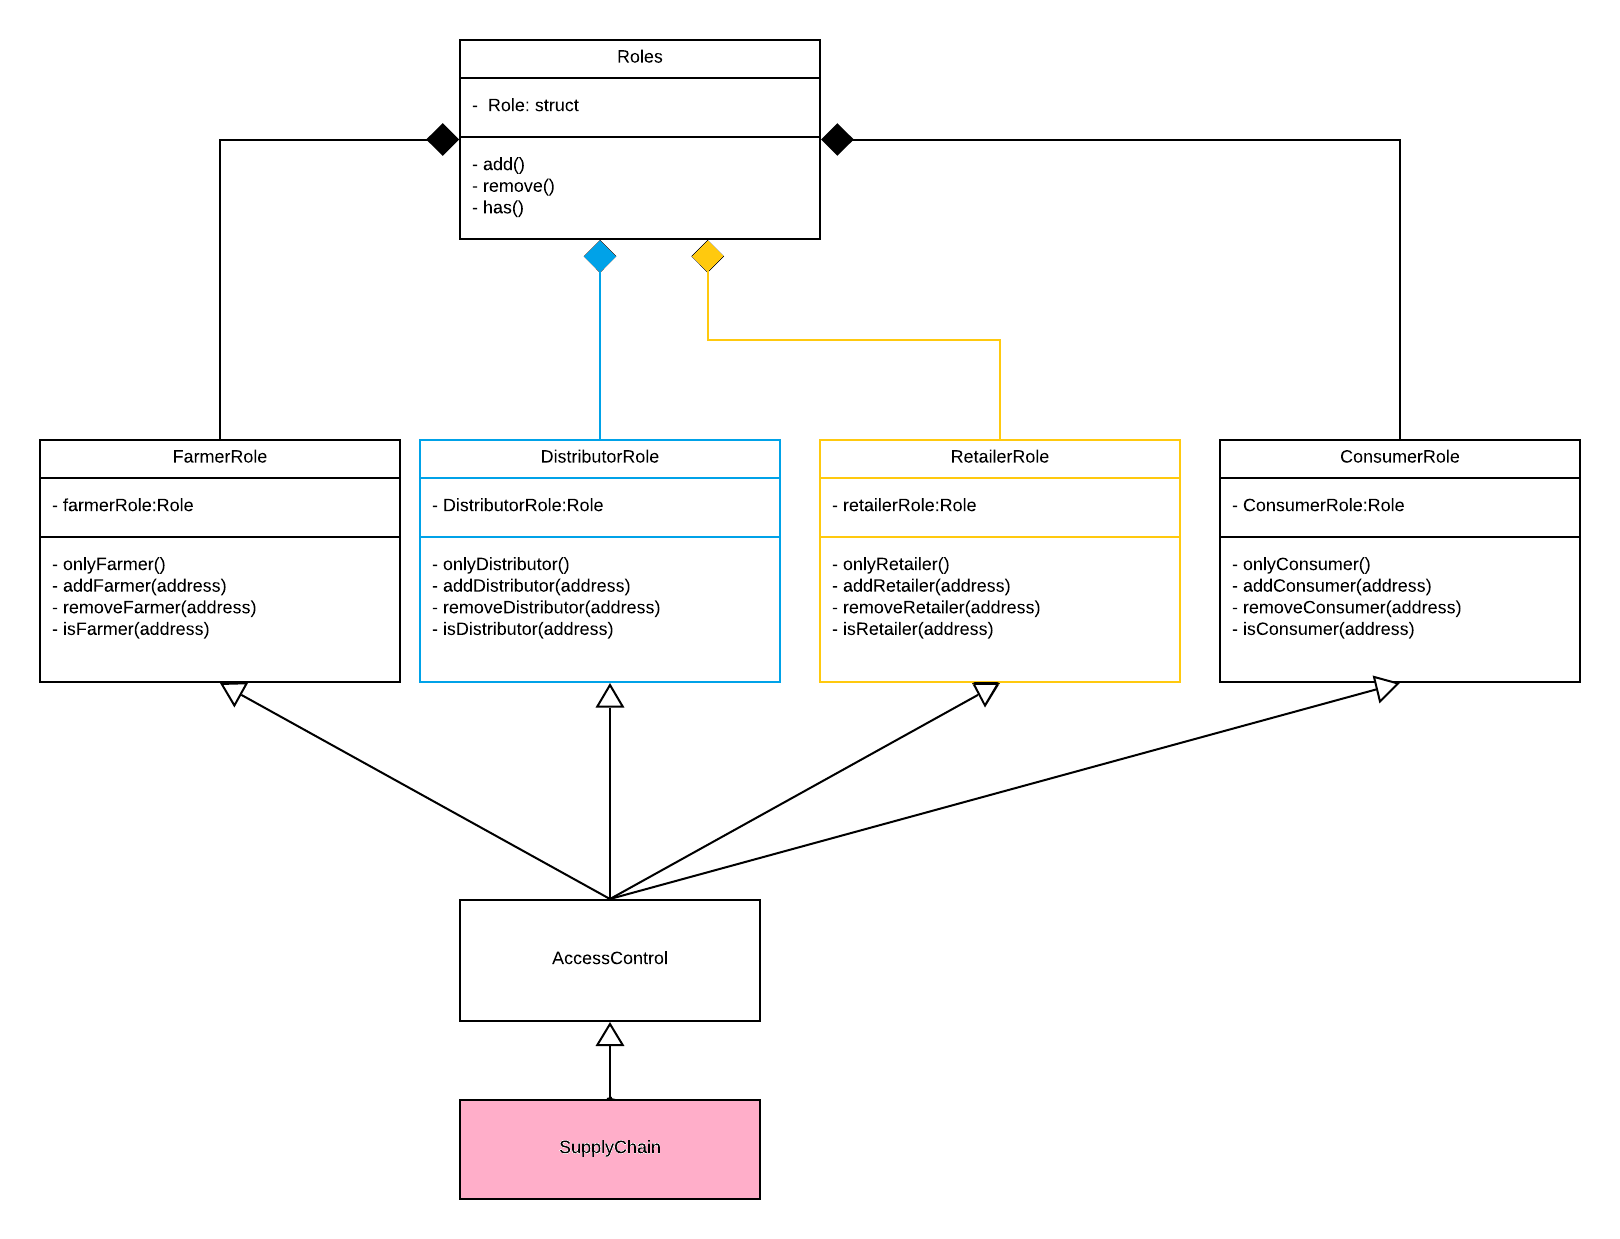 Roles
- Role: struct
- add()
- remove()
- has()
FarmerRole
- farmerRole:Role
- onlyFarmer()
- addFarmer(address)
- removeFarmer(address)
- isFarmer(address)
DistributorRole
- DistributorRole:Role
- onlyDistributor()
- addDistributor(address)
- removeDistributor(address)
- isDistributor(address)
RetailerRole
- retailerRole:Role
- onlyRetailer()
- addRetailer(address)
- removeRetailer(address)
- isRetailer(address)
ConsumerRole
- ConsumerRole:Role
- onlyConsumer()
- addConsumer(address)
- removeConsumer(address)
- isConsumer(address)
AccessControl
SupplyChain